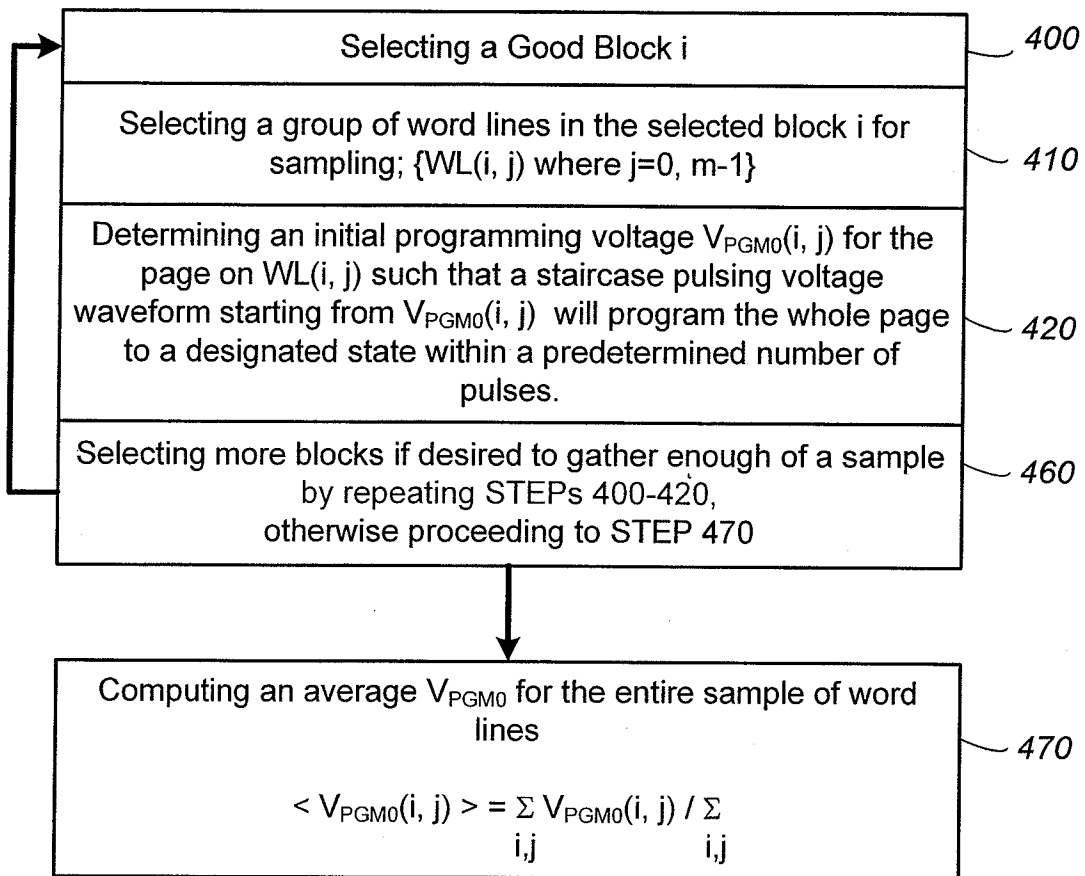 Selecting a Good Block i
400
Selecting a group of word lines in the selected block i for
sampling; {WL(i, j) where j=0, m-1}
410
Determining an initial programming voltage VPGM0(i, j) for the
page on WL(i, j) such that a staircase pulsing voltage
waveform starting from VPGM0(i, j) will program the whole page
to a designated state within a predetermined number of
pulses.
420
Selecting more blocks if desired to gather enough of a sample
by repeating STEPs 400-420,
otherwise proceeding to STEP 470
460
Computing an average VPGM0 for the entire sample of word
lines
470
< VPGM0(i, j) > = Σ VPGM0(i, j) / Σ
i,j i,j